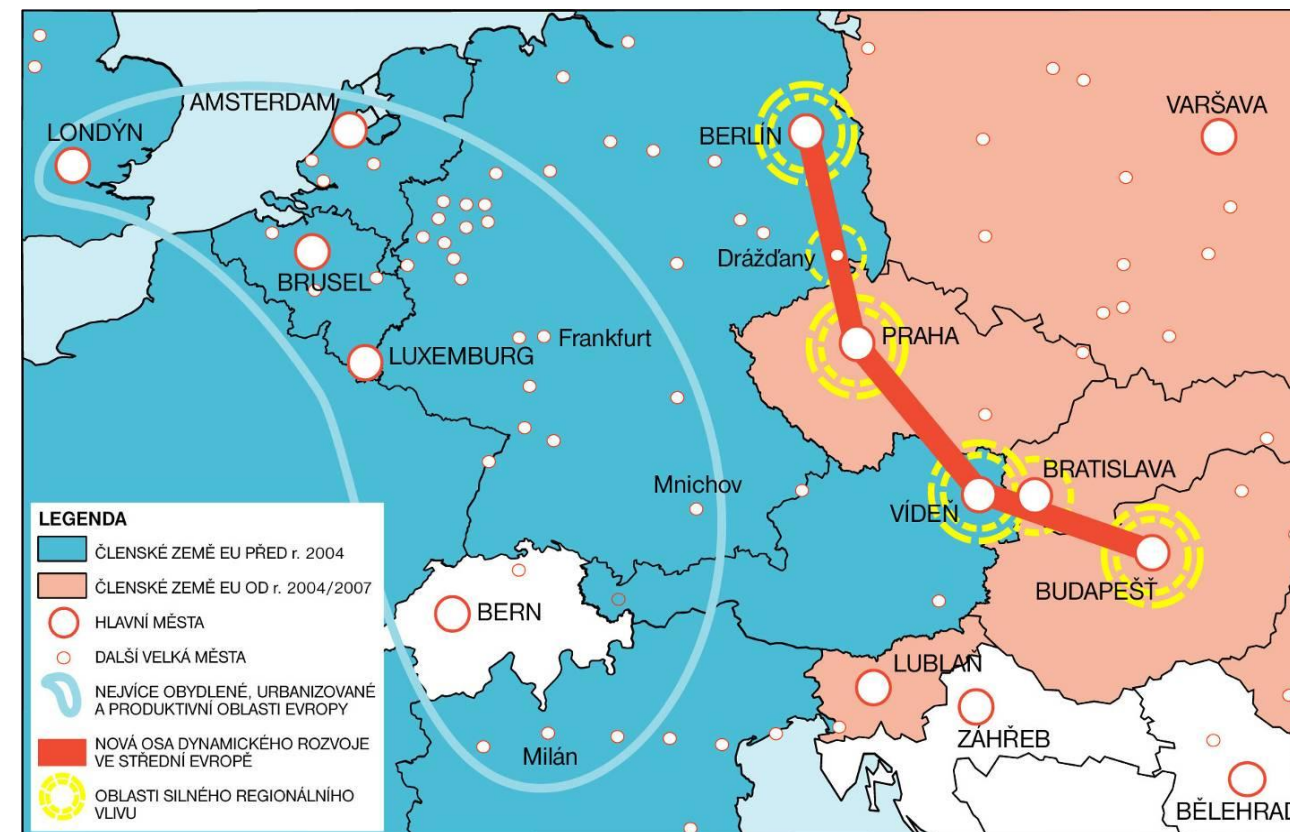 AMSTERDAM
LONDÝN
BERLÍN
VARŠAVA
BRUSEL
Drážďany
LUXEMBURG
Frankfurt
PRAHA
Mnichov
BRATISLAVA
VÍDEŇ
BUDAPEŠŤ
BERN
LUBLAŇ
ZÁHŘEB
Milán
BĚLEHRAD
LEGENDA
ČLENSKÉ ZEMĚ EU PŘED r. 2004
ČLENSKÉ ZEMĚ EU OD r. 2004/2007
HLAVNÍ MĚSTA
DALŠÍ VELKÁ MĚSTA
NEJVÍCE OBYDLENÉ, URBANIZOVANÉ
A PRODUKTIVNÍ OBLASTI EVROPY
NOVÁ OSA DYNAMICKÉHO ROZVOJE
VE STŘEDNÍ EVROPĚ
OBLASTI SILNÉHO REGIONÁLNÍHO
VLIVU